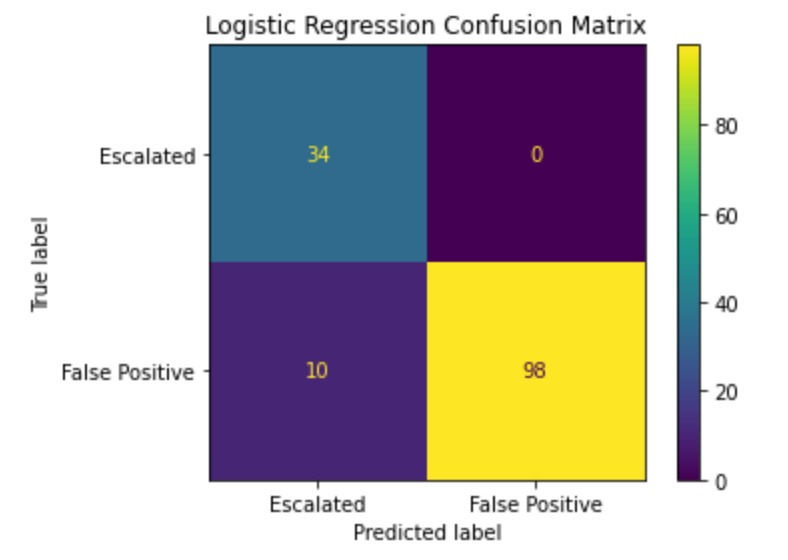 Logistic Regression Confusion Matrix
Escalated
34
0
80
60
True label
40
False Positive
10
98
20
0
Escalated
False Positive
Predicted label